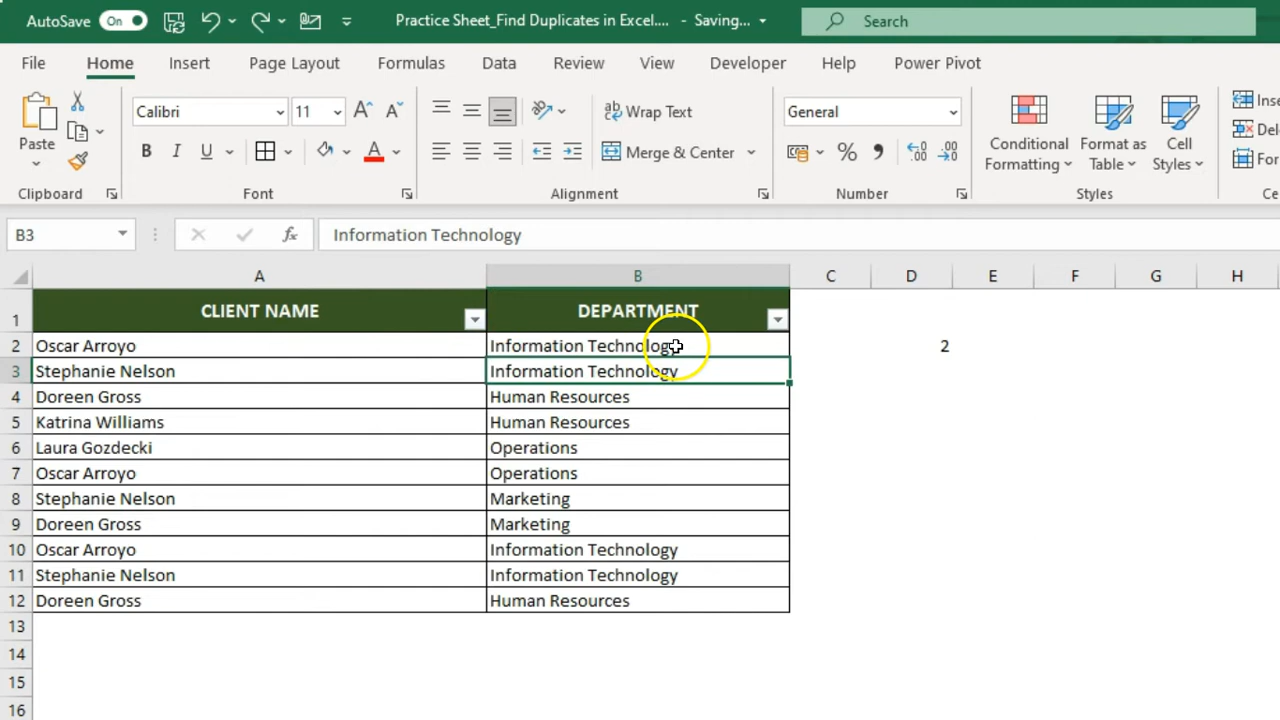 AutoSave On Practice Sheet_Find Duplicates in Excel.... - Saving... Search
File Home Insert Page Layout Formulas Data Review View Developer Help Power Pivot
Calibri 11 A A ab Wrap Text General
Paste B I U A Merge & Center % , Conditional Formatting Format as Table Cell Styles
Clipboard Font Alignment Number Styles
B3 fx Information Technology
A B C D E F G H
1 CLIENT NAME DEPARTMENT
2 Oscar Arroyo Information Technology 2
3 Stephanie Nelson Information Technology
4 Doreen Gross Human Resources
5 Katrina Williams Human Resources
6 Laura Gozdecki Operations
7 Oscar Arroyo Operations
8 Stephanie Nelson Marketing
9 Doreen Gross Marketing
10 Oscar Arroyo Information Technology
11 Stephanie Nelson Information Technology
12 Doreen Gross Human Resources
13
14
15
16